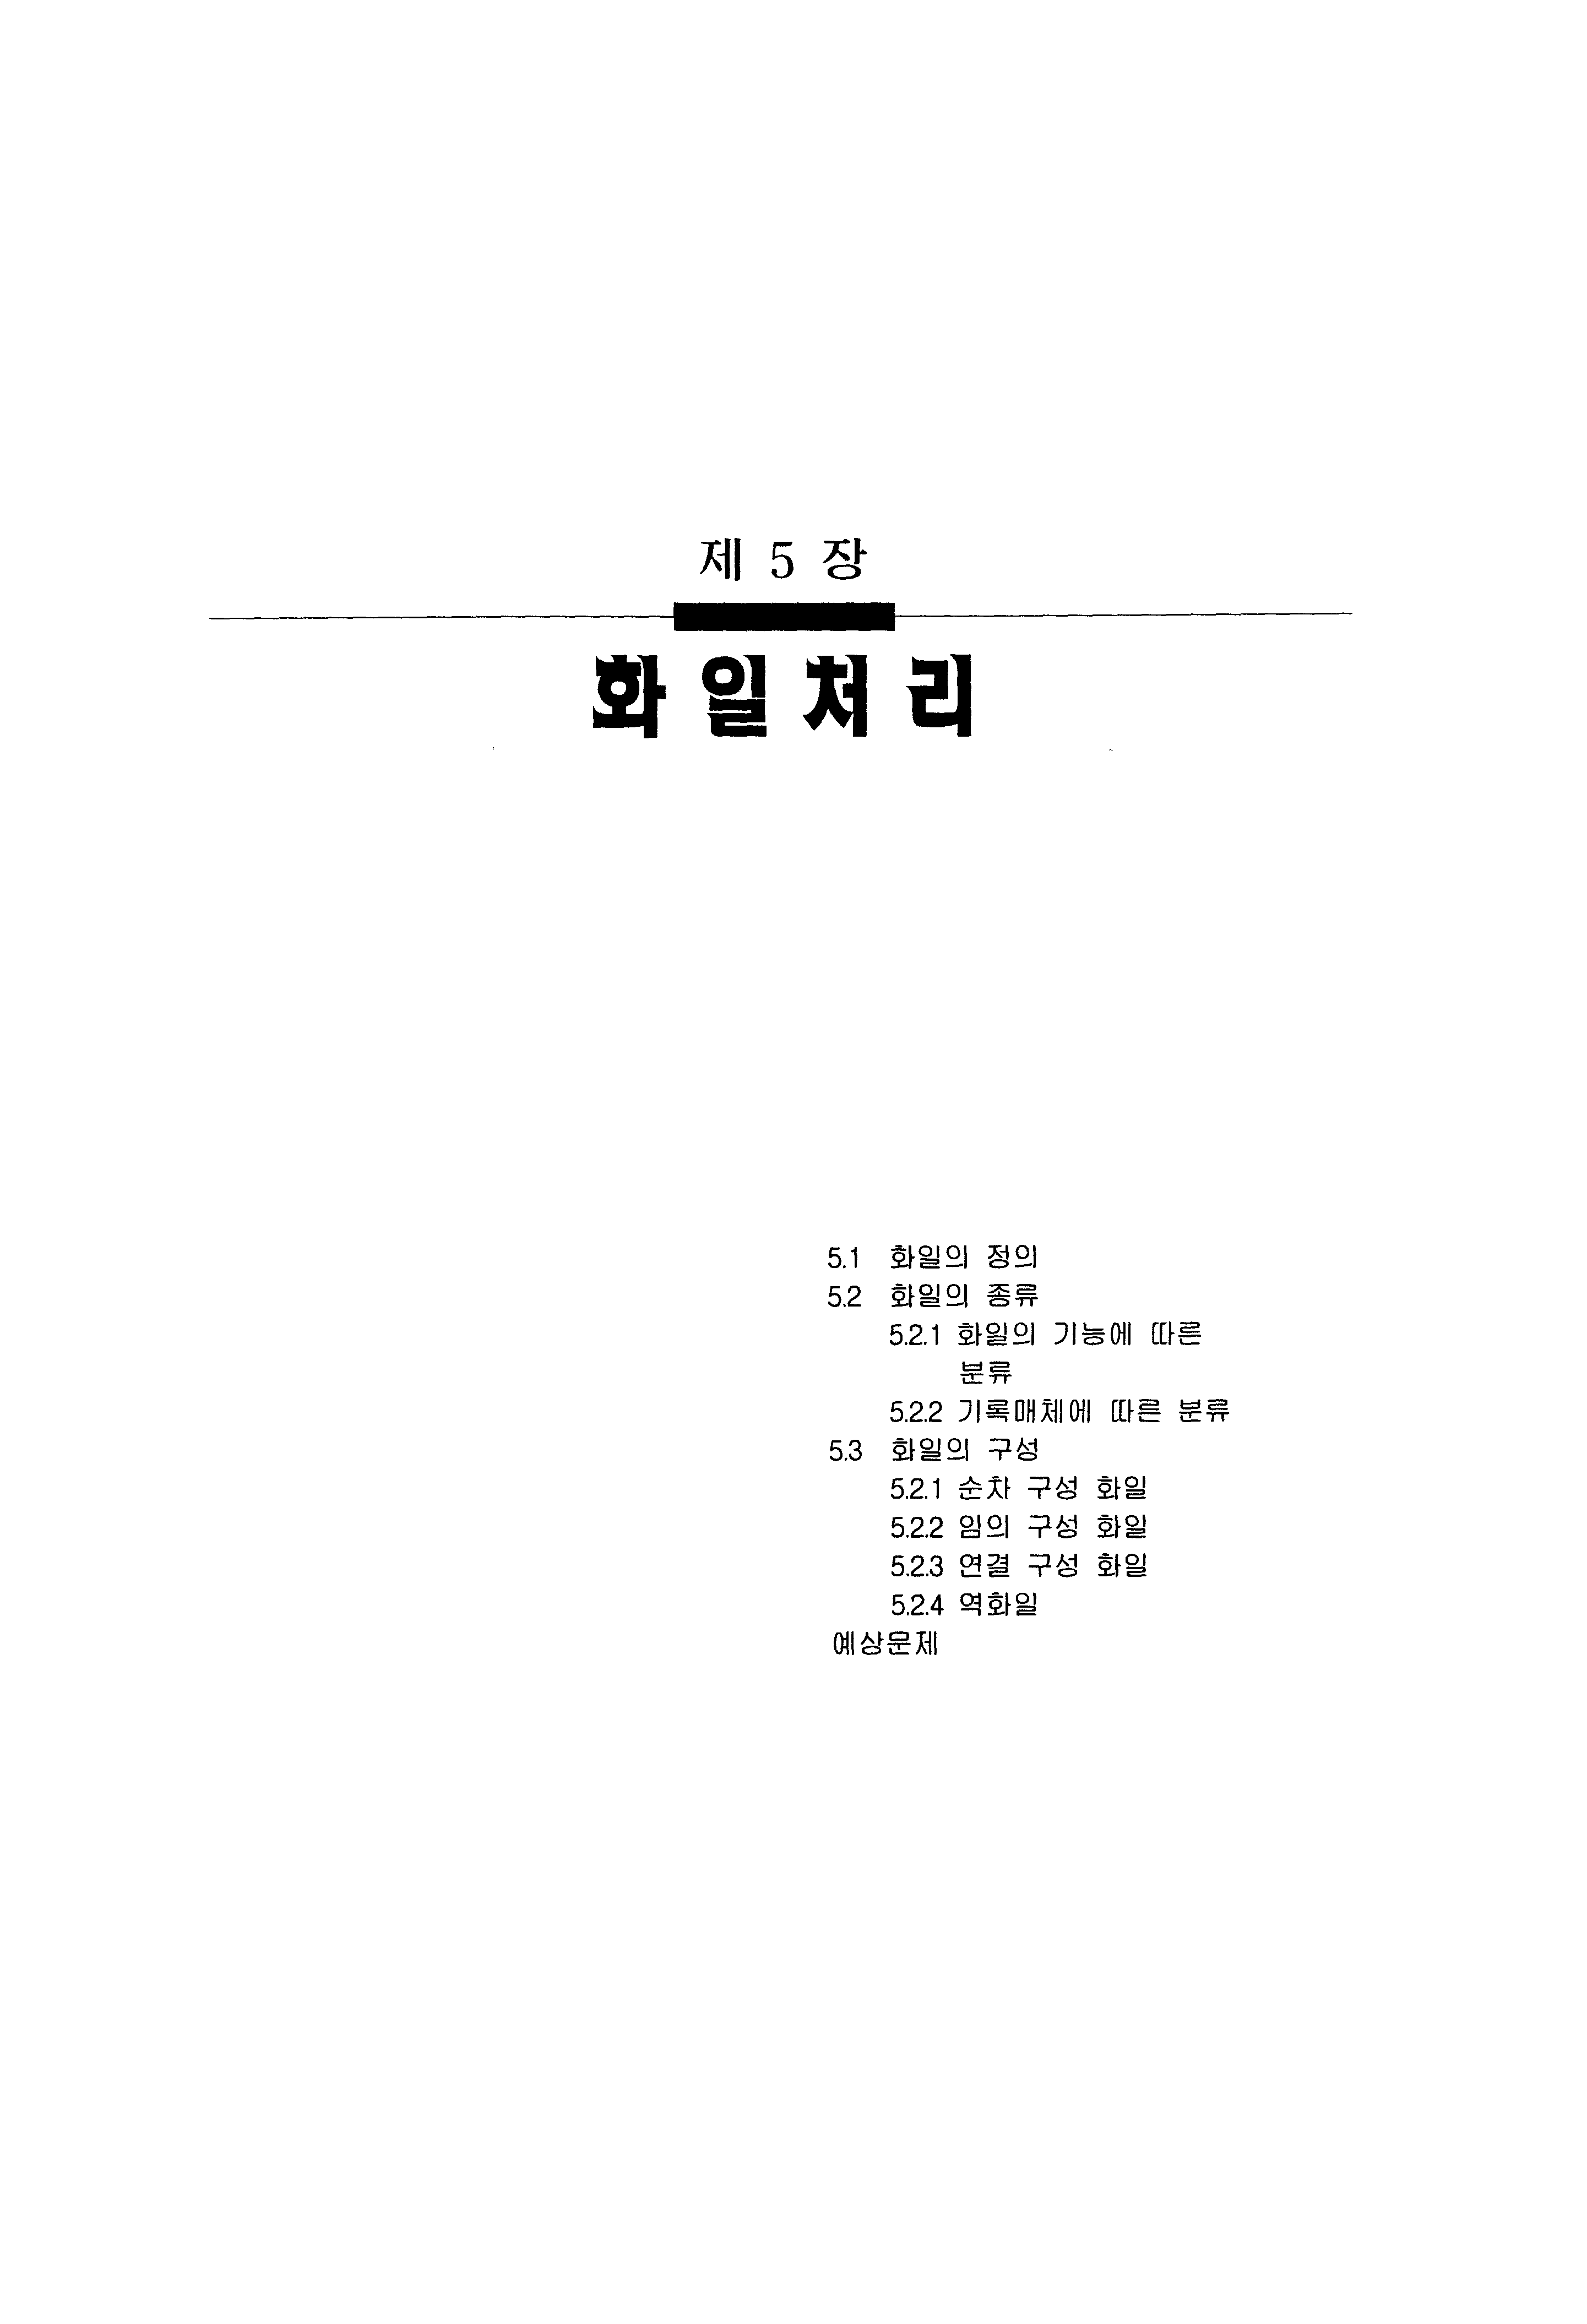 제 5 장
화일처리
5.1 화일의 정의
5.2 화일의 종류
5.2.1 화일의 기능에 따른
분류
5.2.2 기록매체에 따른 분류
5.3 화일의 구성
5.2.1 순차 구성 화일
5.2.2 임의 구성 화일
5.2.3 연결 구성 화일
5.2.4 역화일
예상문제